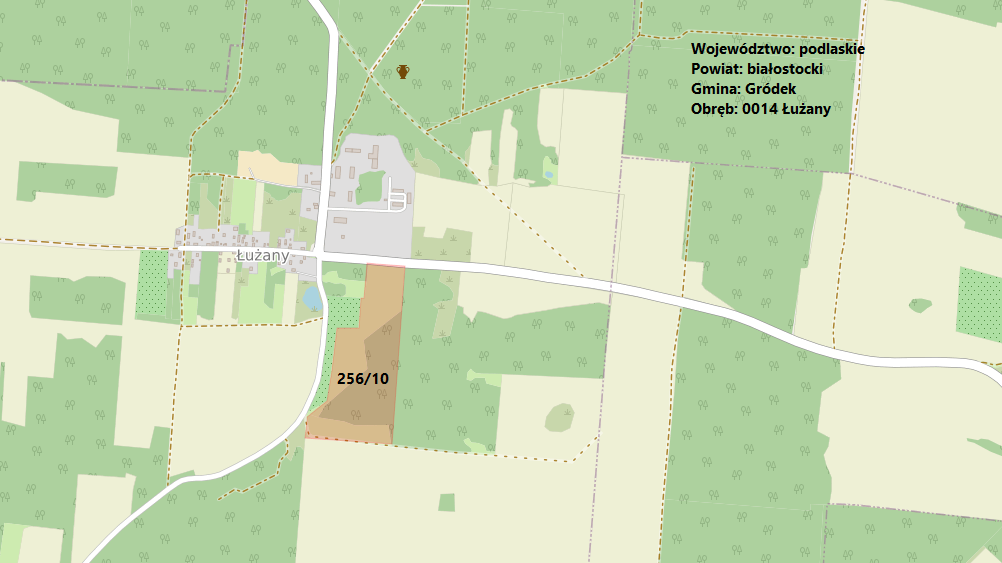 Województwo: podlaskie
Powiat: białostocki
Gmina: Gródek
Obręb: 0014 Łużany
Łużany
256/10